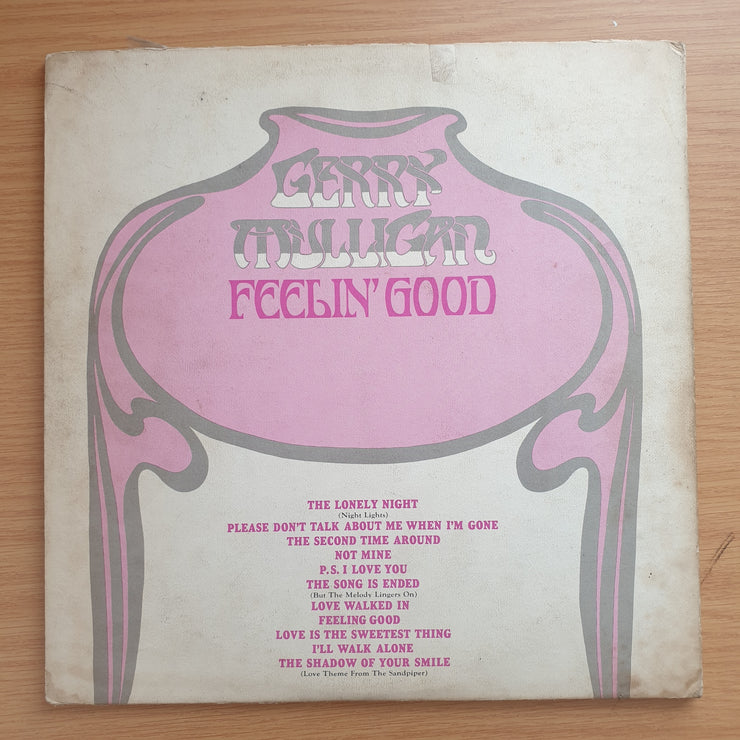 GERRY
MULLIGAN
FEELIN' GOOD
THE LONELY NIGHT
(Night Lights)
PLEASE DON'T TALK ABOUT ME WHEN I'M GONE
THE SECOND TIME AROUND
NOT MINE
P.S. I LOVE YOU
THE SONG IS ENDED
(But The Melody Lingers On)
LOVE WALKED IN
FEELING GOOD
LOVE IS THE SWEETEST THING
I'LL WALK ALONE
THE SHADOW OF YOUR SMILE
(Love Theme From The Sandpiper)